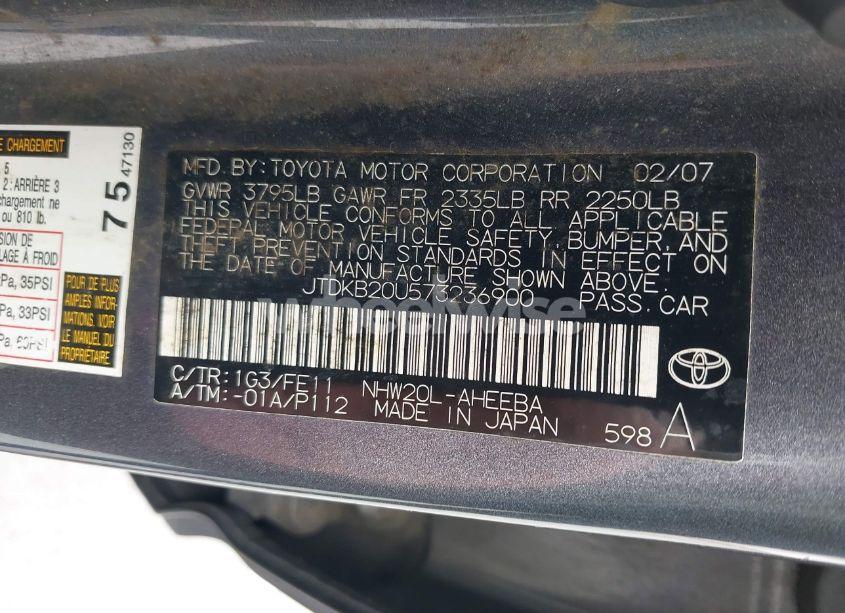 E CHARGEMENT
5
2 : ARRIÈRE 3
chargement ne
ou 810 lb.
75 47130
SION DE
LAGE À FROID
Pa, 35PSI
Pa, 33PSI
Pa, 60PSI
POUR DE PLUS
AMPLES INFOR-
MATIONS, VOIR
LE MANUEL DU
PROPRIÉTAIRE.
MFD. BY: TOYOTA MOTOR CORPORATION 02/07
GVWR 3795LB GAWR FR 2335LB RR 2250LB
THIS VEHICLE CONFORMS TO ALL APPLICABLE
FEDERAL MOTOR VEHICLE SAFETY, BUMPER, AND
THEFT PREVENTION STANDARDS IN EFFECT ON
THE DATE OF MANUFACTURE SHOWN ABOVE.
JTDKB20U573236900 PASS. CAR
wheelwise
C/TR: 1G3/FE11 NHW20L-AHEEBA
A/TM: -01A/P112 MADE IN JAPAN
598 A